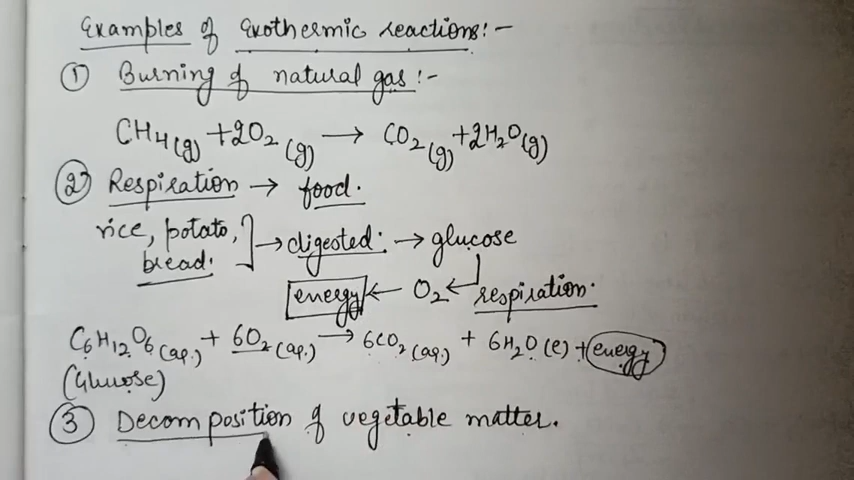 Examples of Exothermic reactions:-
① Burning of natural gas:-
CH4(g) + 2O2(g) → CO2(g) + 2H2O(g)
② Respiration → food.
rice, potato, bread. ] → digested: → glucose
energy ← O2 ← respiration.
C6H12O6(aq.) + 6O2(aq.) → 6CO2(aq.) + 6H2O(l) + energy
(Glucose)
③ Decomposition of vegetable matter.